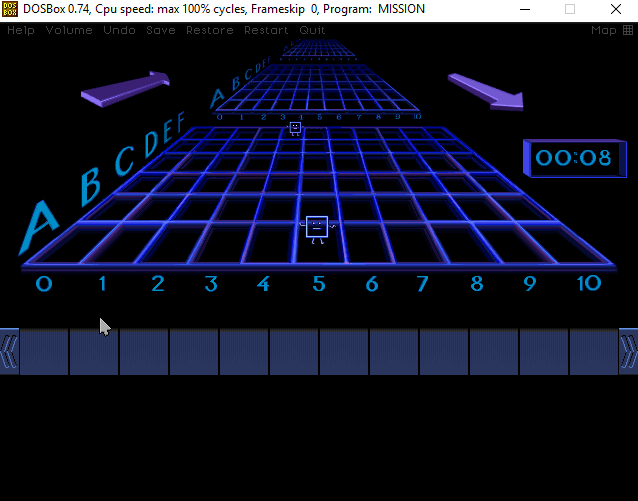 DOS BOX DOSBox 0.74, Cpu speed: max 100% cycles, Frameskip 0, Program: MISSION
Help Volume Undo Save Restore Restart Quit Map
A B C D E F
0 1 2 3 4 5 6 7 8 9 10
00:08
A B C D E F
0 1 2 3 4 5 6 7 8 9 10